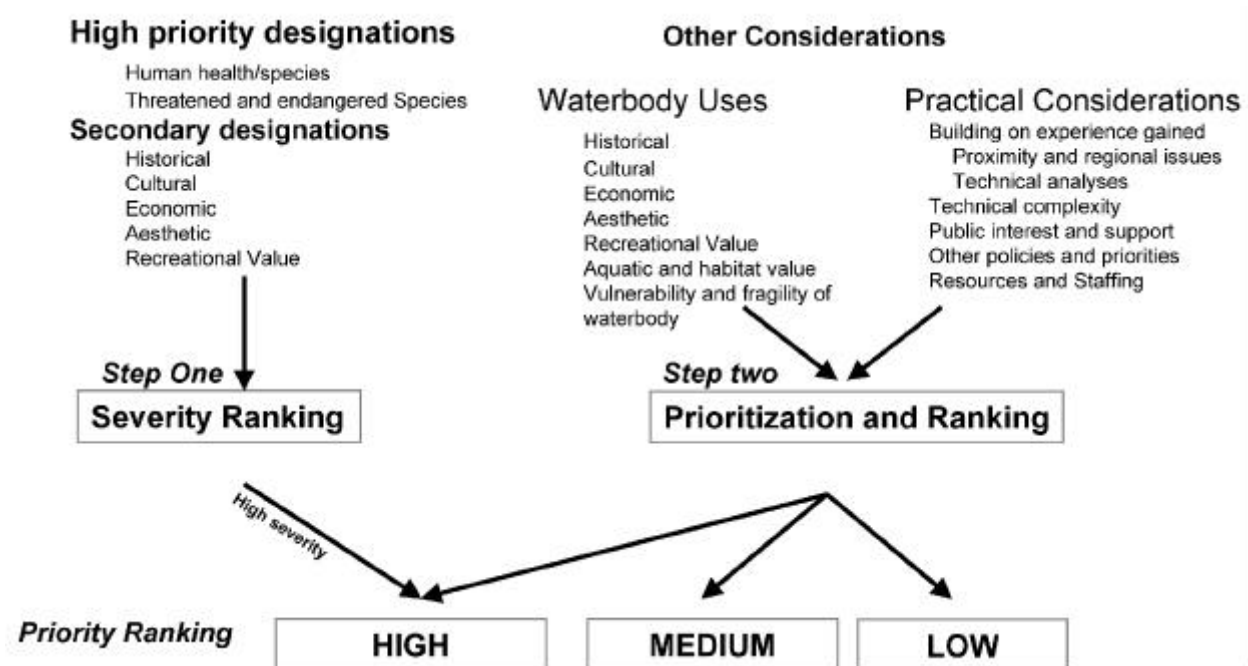 High priority designations
Human health/species
Threatened and endangered Species
Secondary designations
Historical
Cultural
Economic
Aesthetic
Recreational Value
Other Considerations
Waterbody Uses
Historical
Cultural
Economic
Aesthetic
Recreational Value
Aquatic and habitat value
Vulnerability and fragility of
waterbody
Practical Considerations
Building on experience gained
Proximity and regional issues
Technical analyses
Technical complexity
Public interest and support
Other policies and priorities
Resources and Staffing
Step One
Severity Ranking
Step two
Prioritization and Ranking
High severity
Priority Ranking
HIGH
MEDIUM
LOW